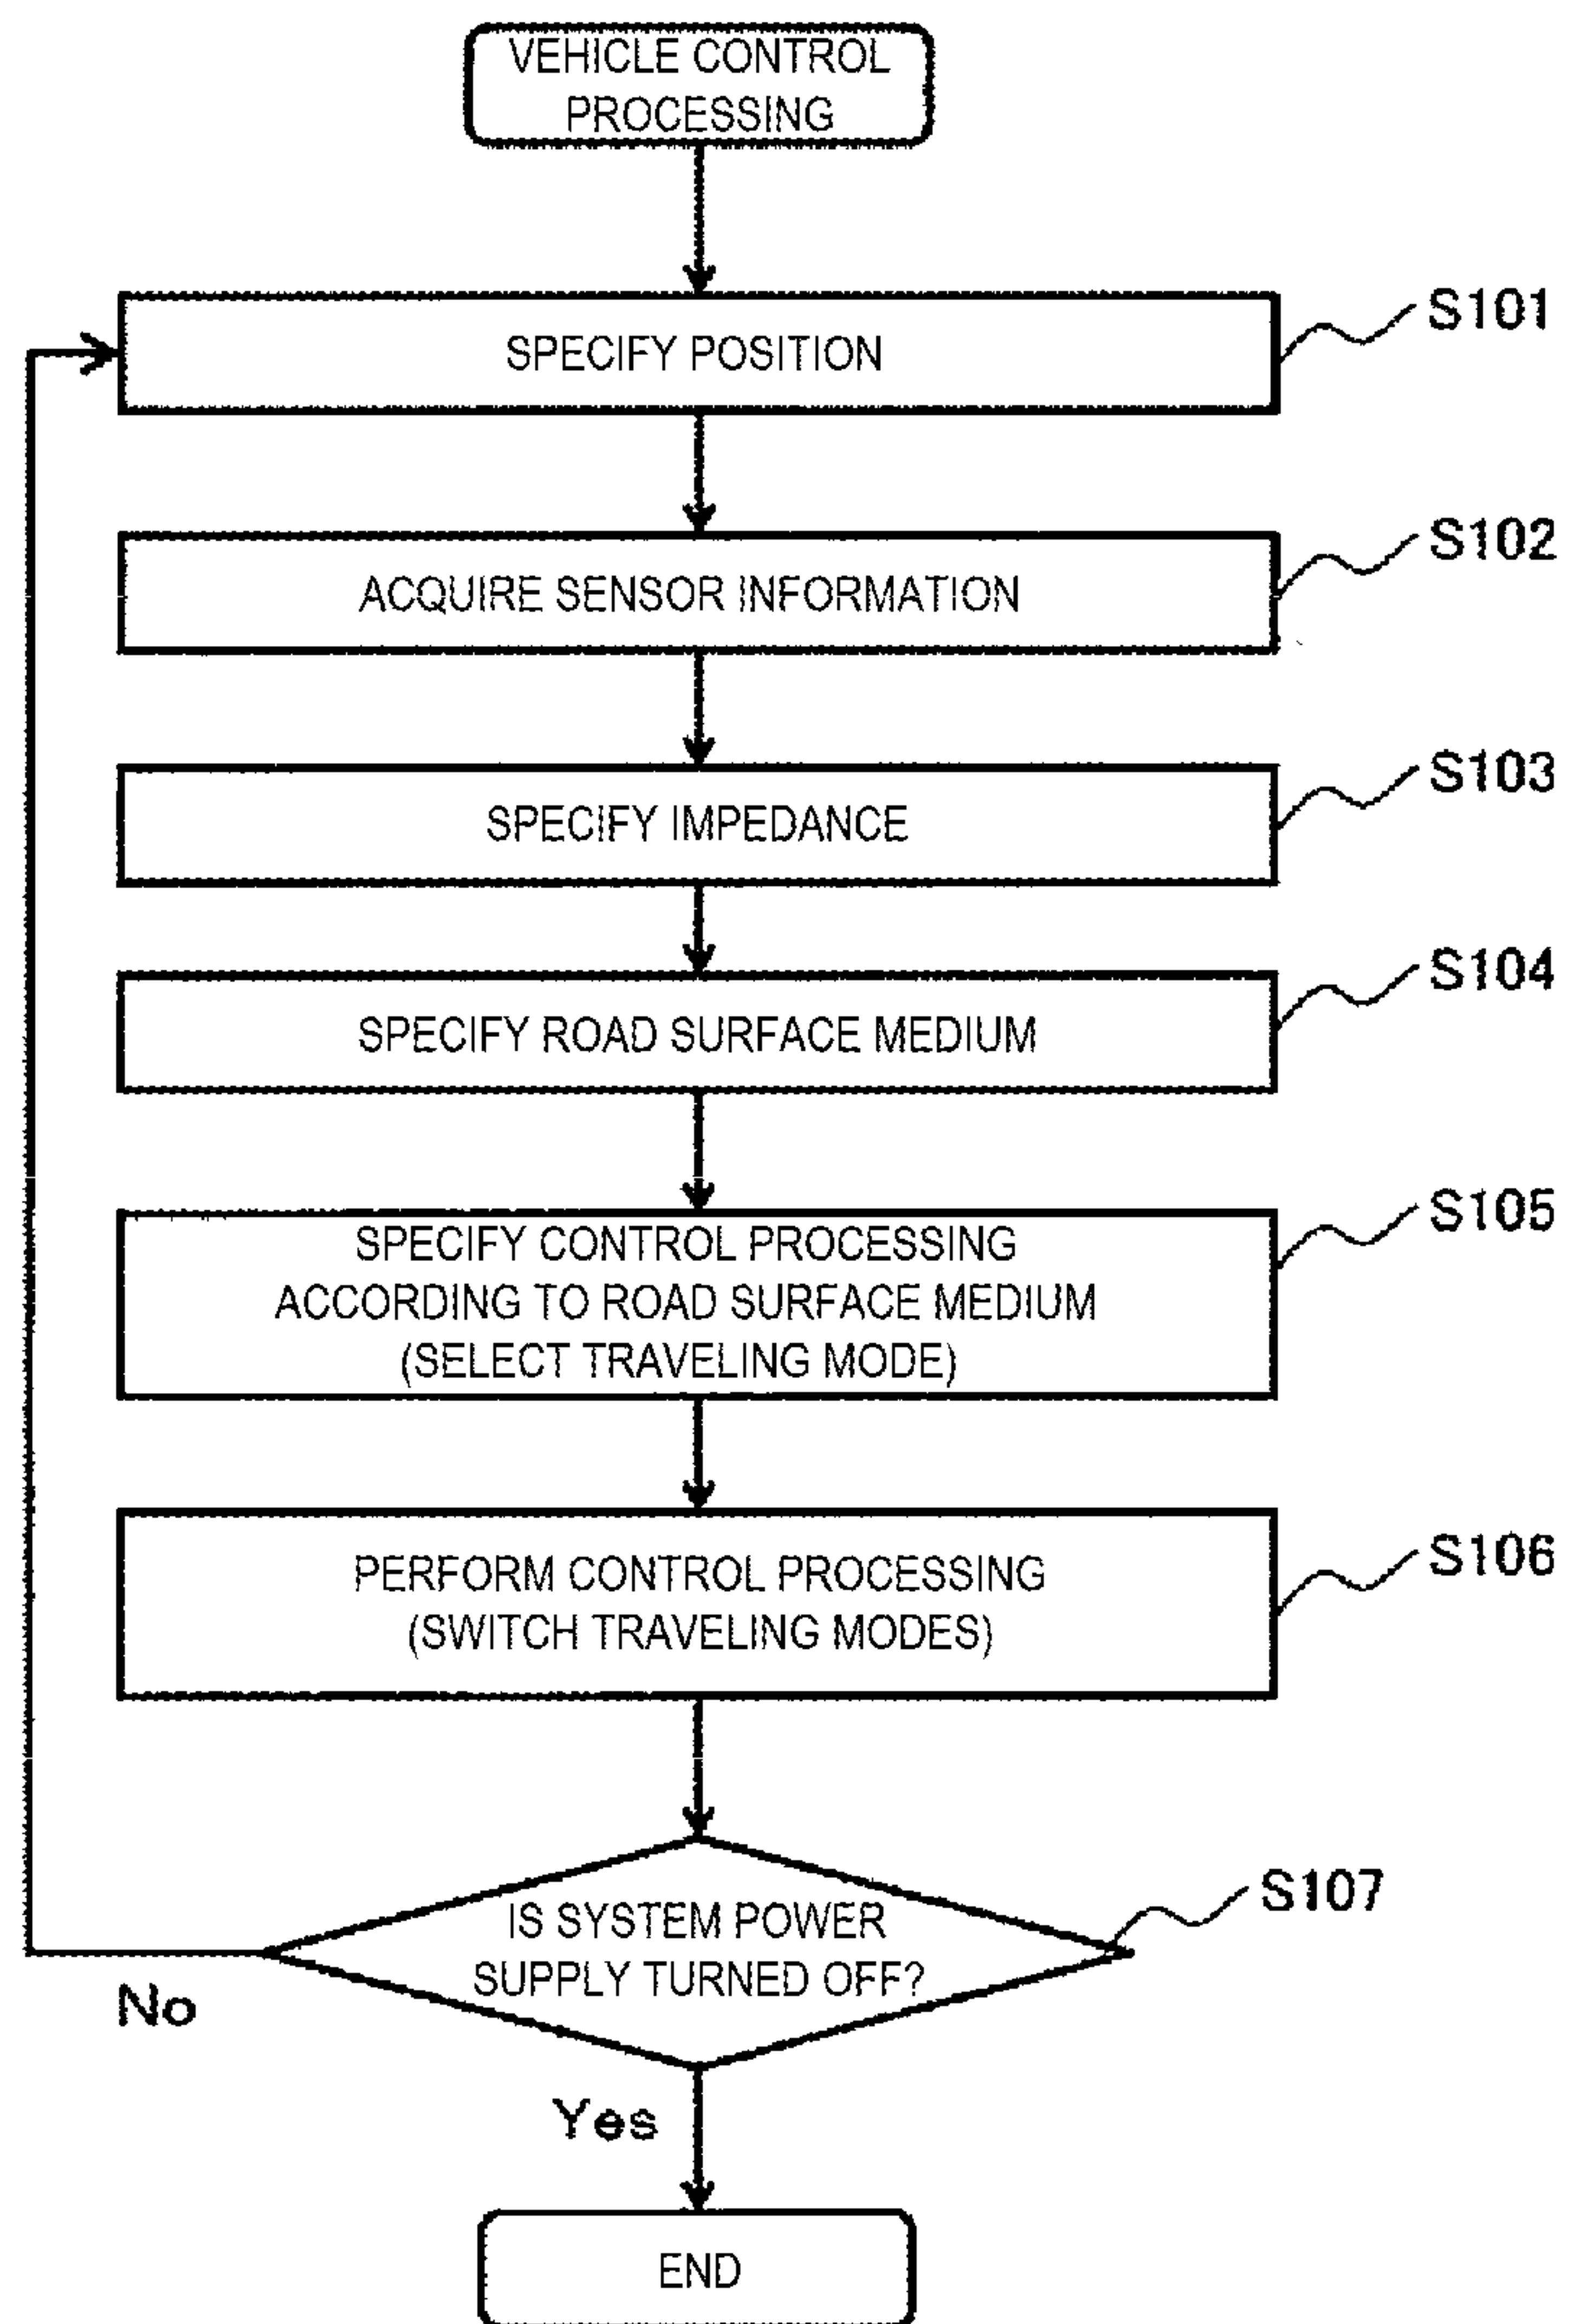 VEHICLE CONTROL
PROCESSING
SPECIFY POSITION
S101
ACQUIRE SENSOR INFORMATION
S102
SPECIFY IMPEDANCE
S103
SPECIFY ROAD SURFACE MEDIUM
S104
SPECIFY CONTROL PROCESSING
ACCORDING TO ROAD SURFACE MEDIUM
(SELECT TRAVELING MODE)
S105
PERFORM CONTROL PROCESSING
(SWITCH TRAVELING MODES)
S106
IS SYSTEM POWER
SUPPLY TURNED OFF?
S107
No
Yes
END